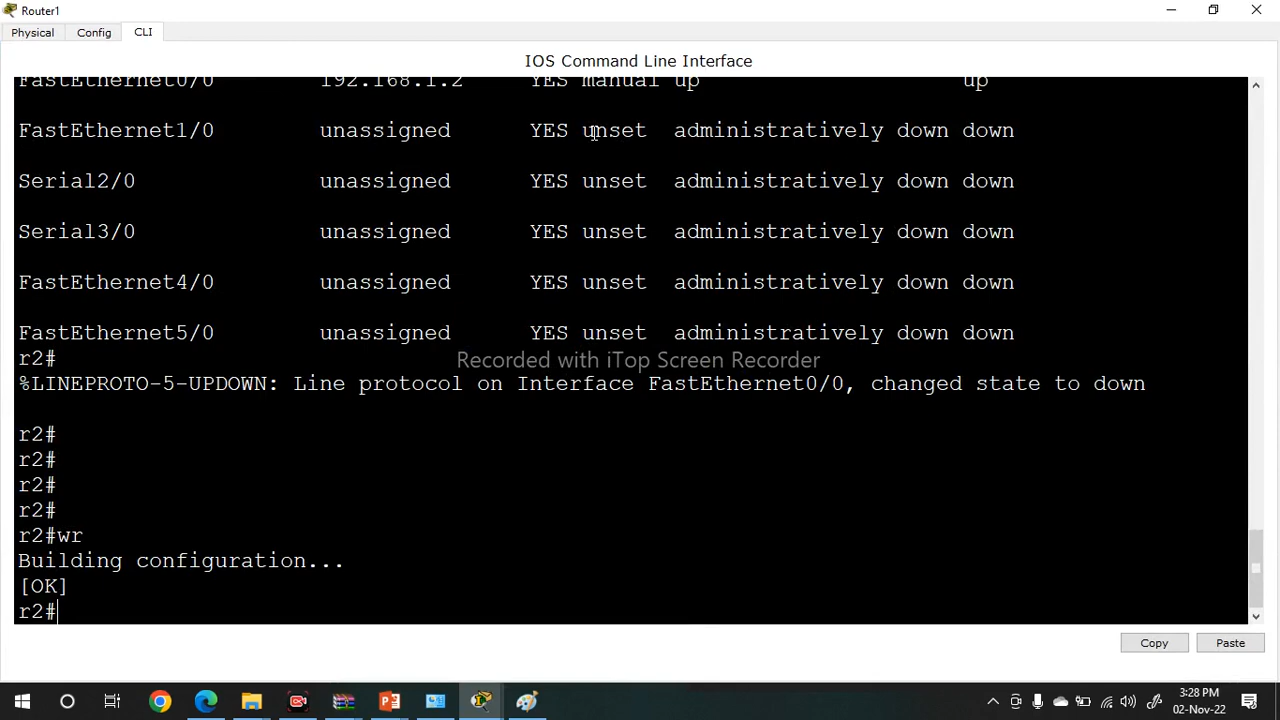 Router1
Physical Config CLI
IOS Command Line Interface
FastEthernet0/0 192.168.1.2 YES manual up up
FastEthernet1/0 unassigned YES unset administratively down down
Serial2/0 unassigned YES unset administratively down down
Serial3/0 unassigned YES unset administratively down down
FastEthernet4/0 unassigned YES unset administratively down down
FastEthernet5/0 unassigned YES unset administratively down down
r2#
Recorded with iTop Screen Recorder
%LINEPROTO-5-UPDOWN: Line protocol on Interface FastEthernet0/0, changed state to down
r2#
r2#
r2#
r2#
r2#wr
Building configuration...
[OK]
r2#
Copy Paste
3:28 PM
02-Nov-22